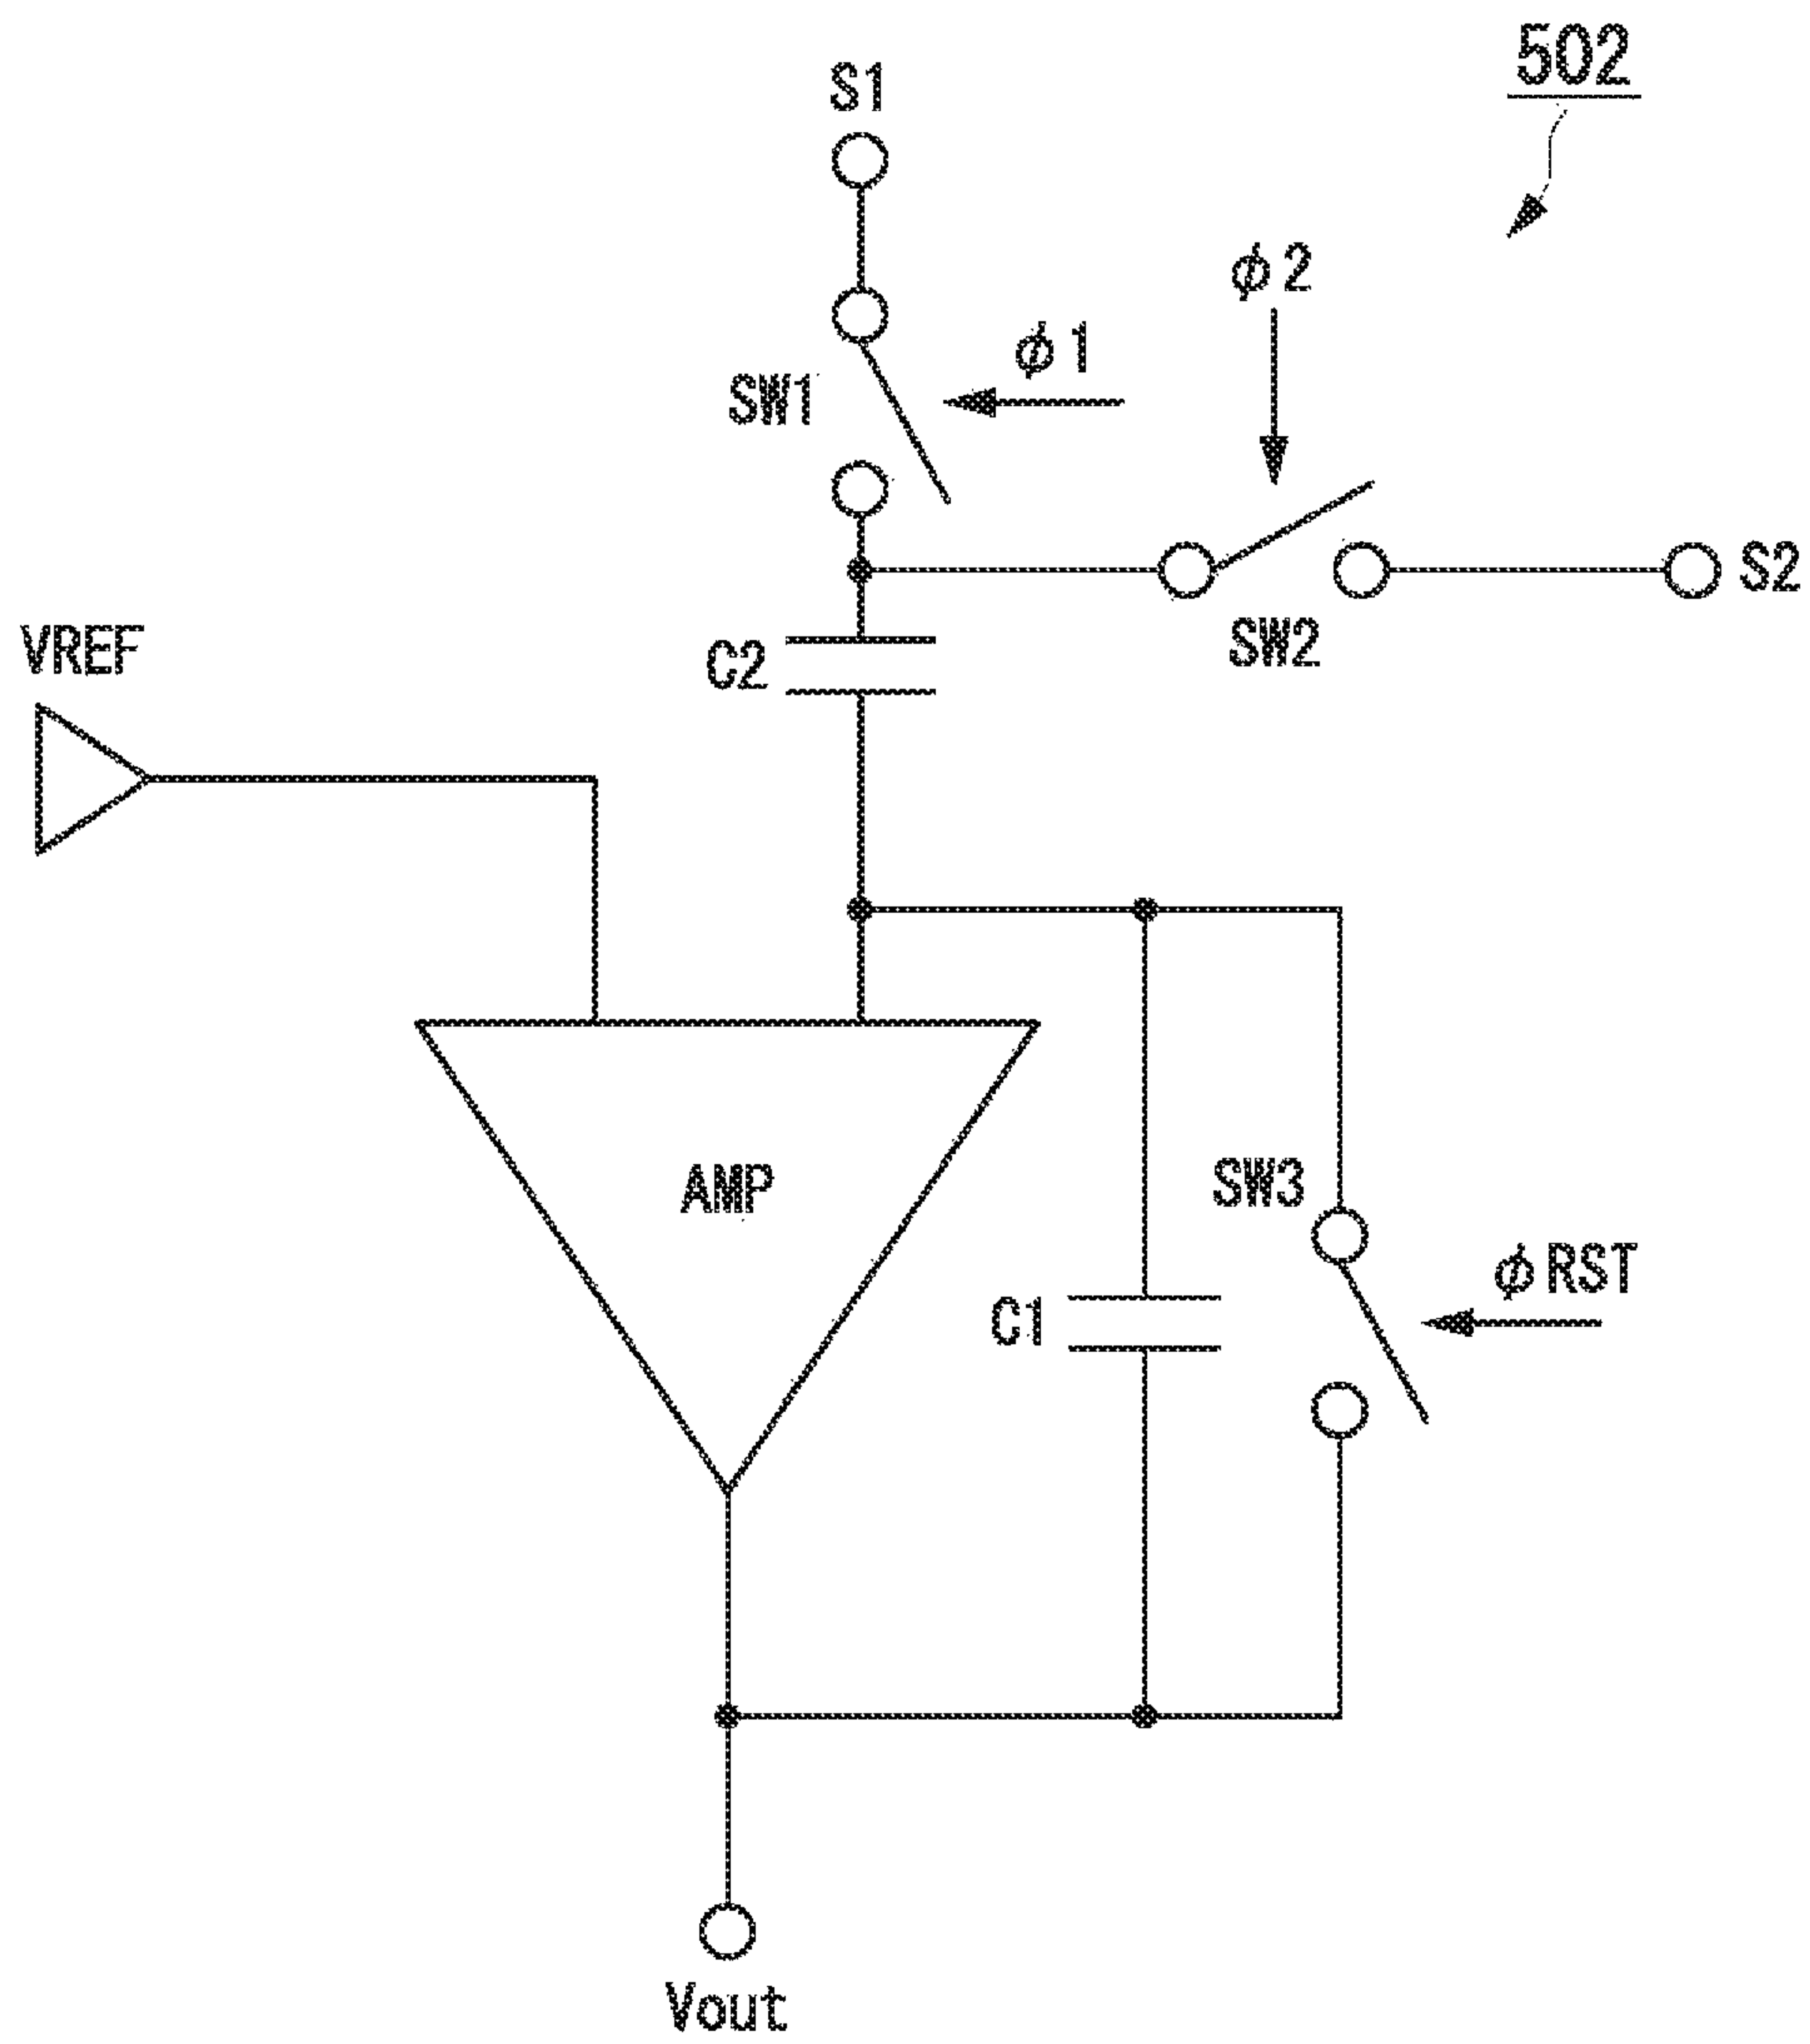 502
S1
ϕ2
ϕ1
SW1
S2
SW2
VREF
C2
AMP
SW3
ϕRST
C1
Vout